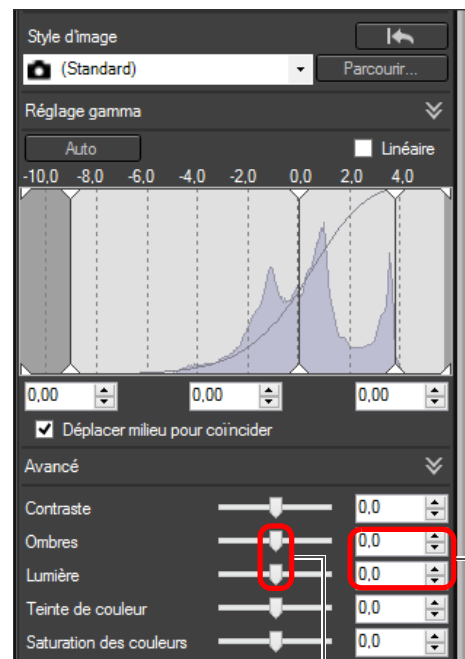 Style d'image
(Standard) Parcourir...
Réglage gamma
Auto Linéaire
-10,0 -8,0 -6,0 -4,0 -2,0 0,0 2,0 4,0
0,00 0,00 0,00
Déplacer milieu pour coïncider
Avancé
Contraste 0,0
Ombres 0,0
Lumière 0,0
Teinte de couleur 0,0
Saturation des couleurs 0,0